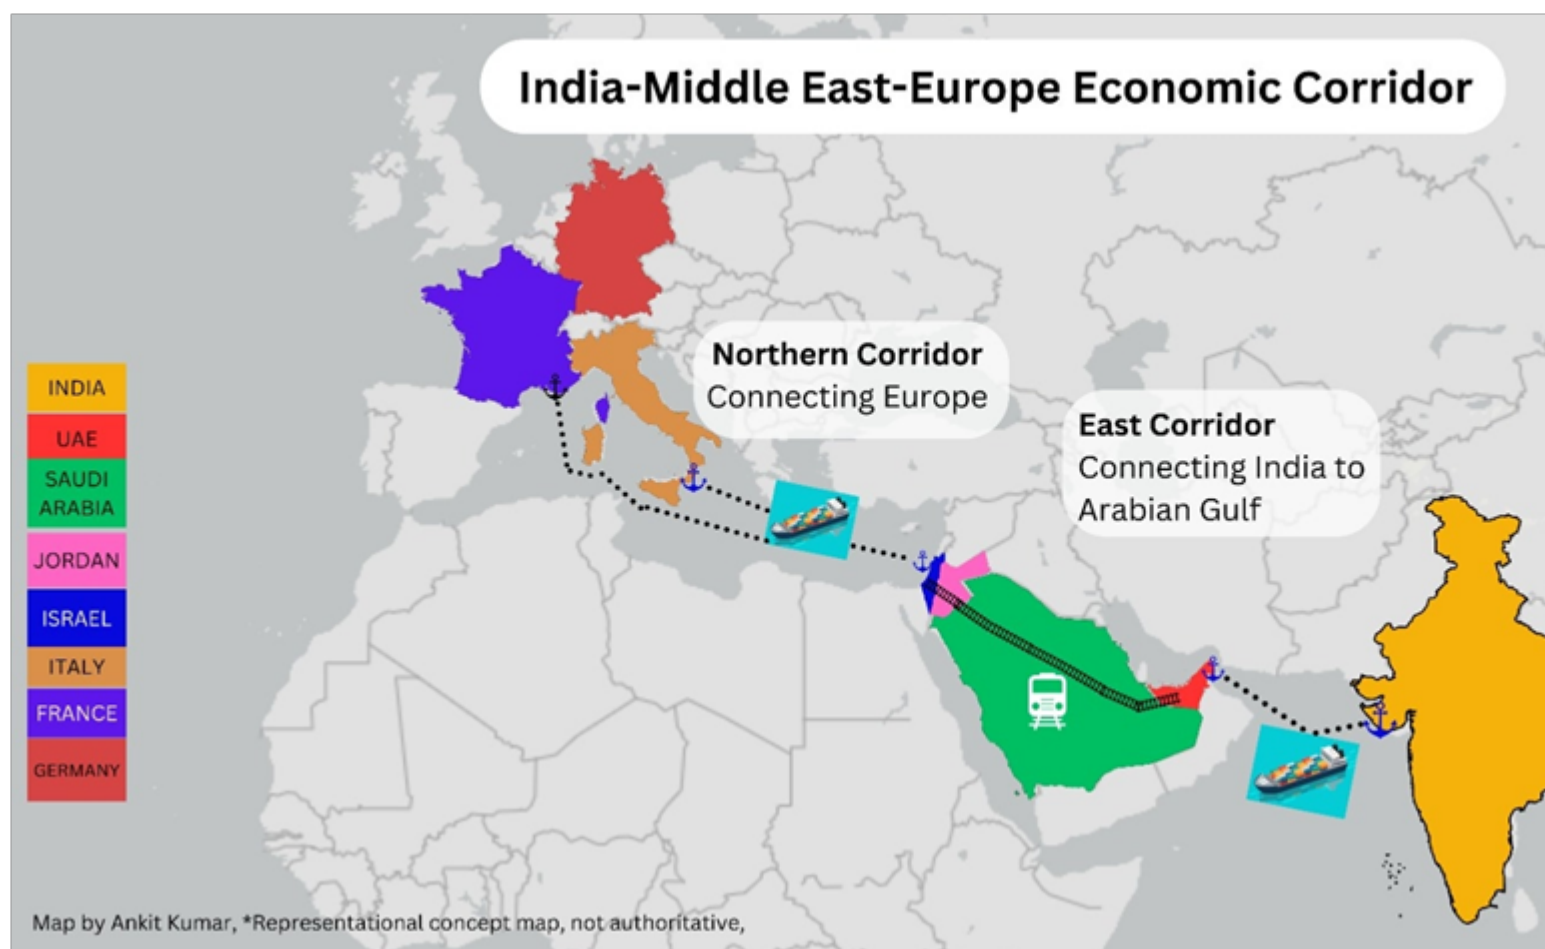 India-Middle East-Europe Economic Corridor
Northern Corridor
Connecting Europe
East Corridor
Connecting India to
Arabian Gulf
INDIA
UAE
SAUDI
ARABIA
JORDAN
ISRAEL
ITALY
FRANCE
GERMANY
Map by Ankit Kumar, *Representational concept map, not authoritative,